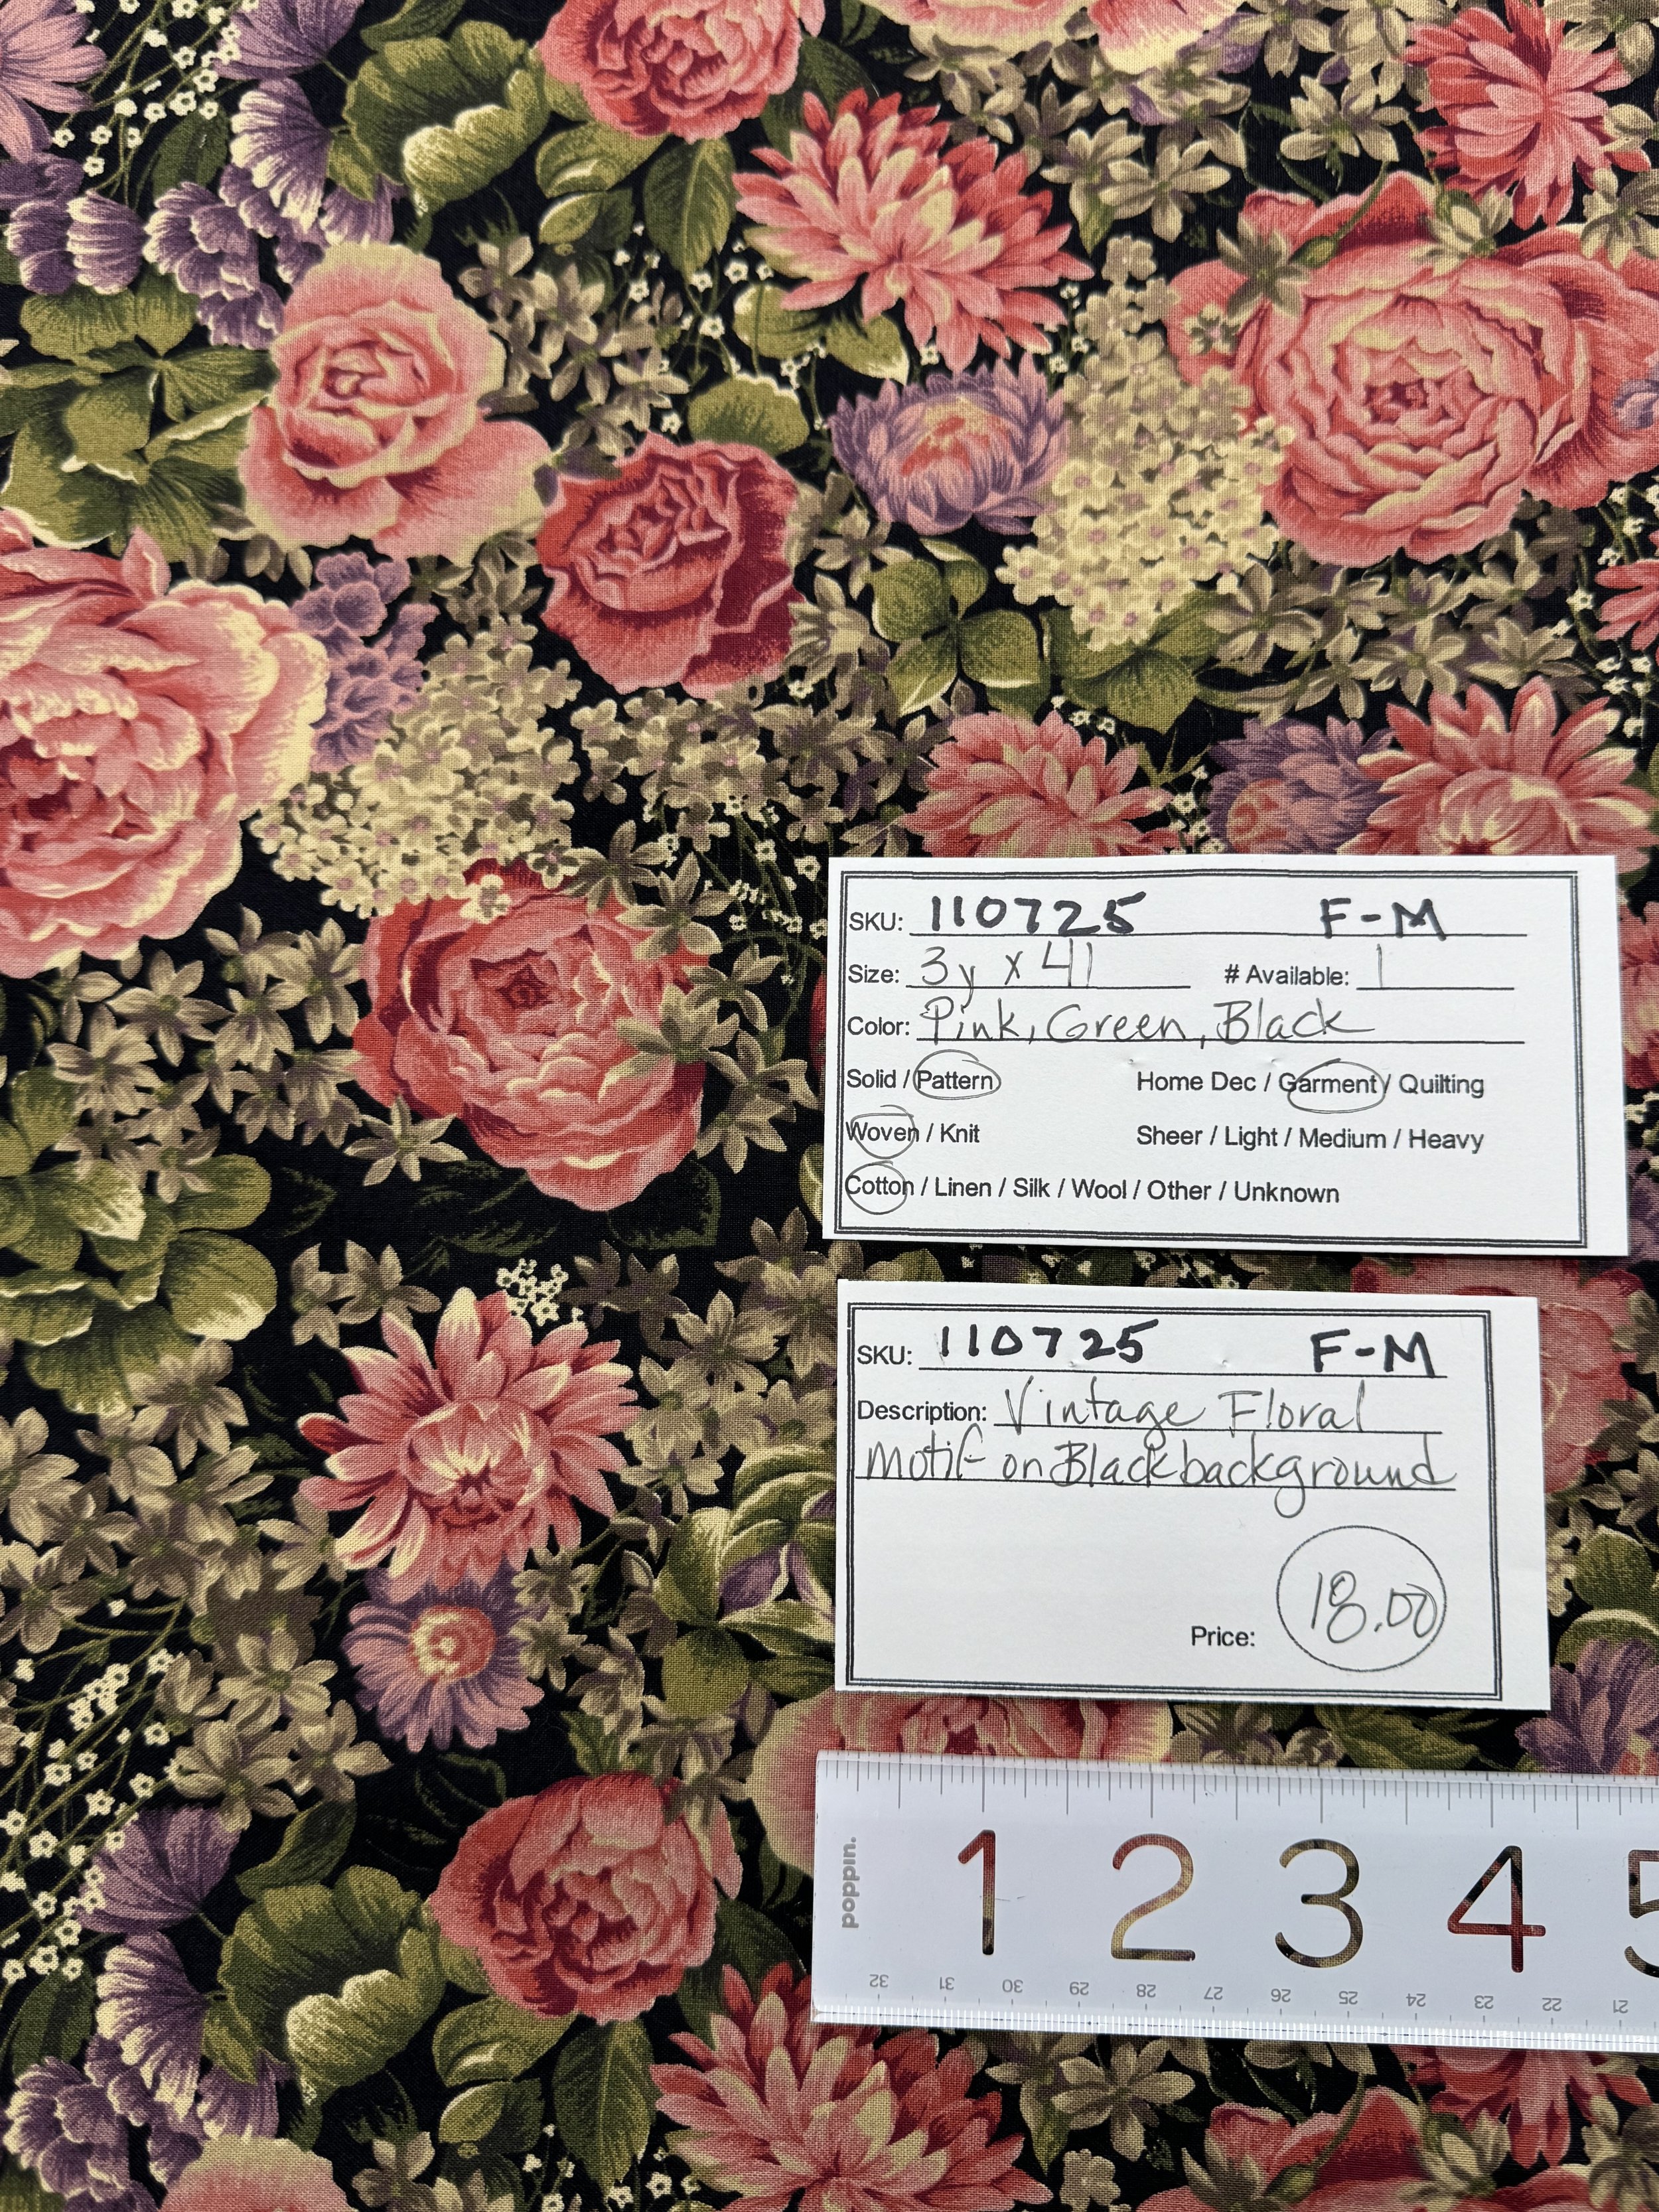 SKU: 110725 F-M
Size: 3y x 41 # Available: 1
Color: Pink, Green, Black
Solid / Pattern Home Dec / Garment / Quilting
Woven / Knit Sheer / Light / Medium / Heavy
Cotton / Linen / Silk / Wool / Other / Unknown
SKU: 110725 F-M
Description: Vintage Floral
motif on Black background
Price: 18.00
poppin.
1 2 3 4 5
32 31 30 29 28 27 26 25 24 23 22 21